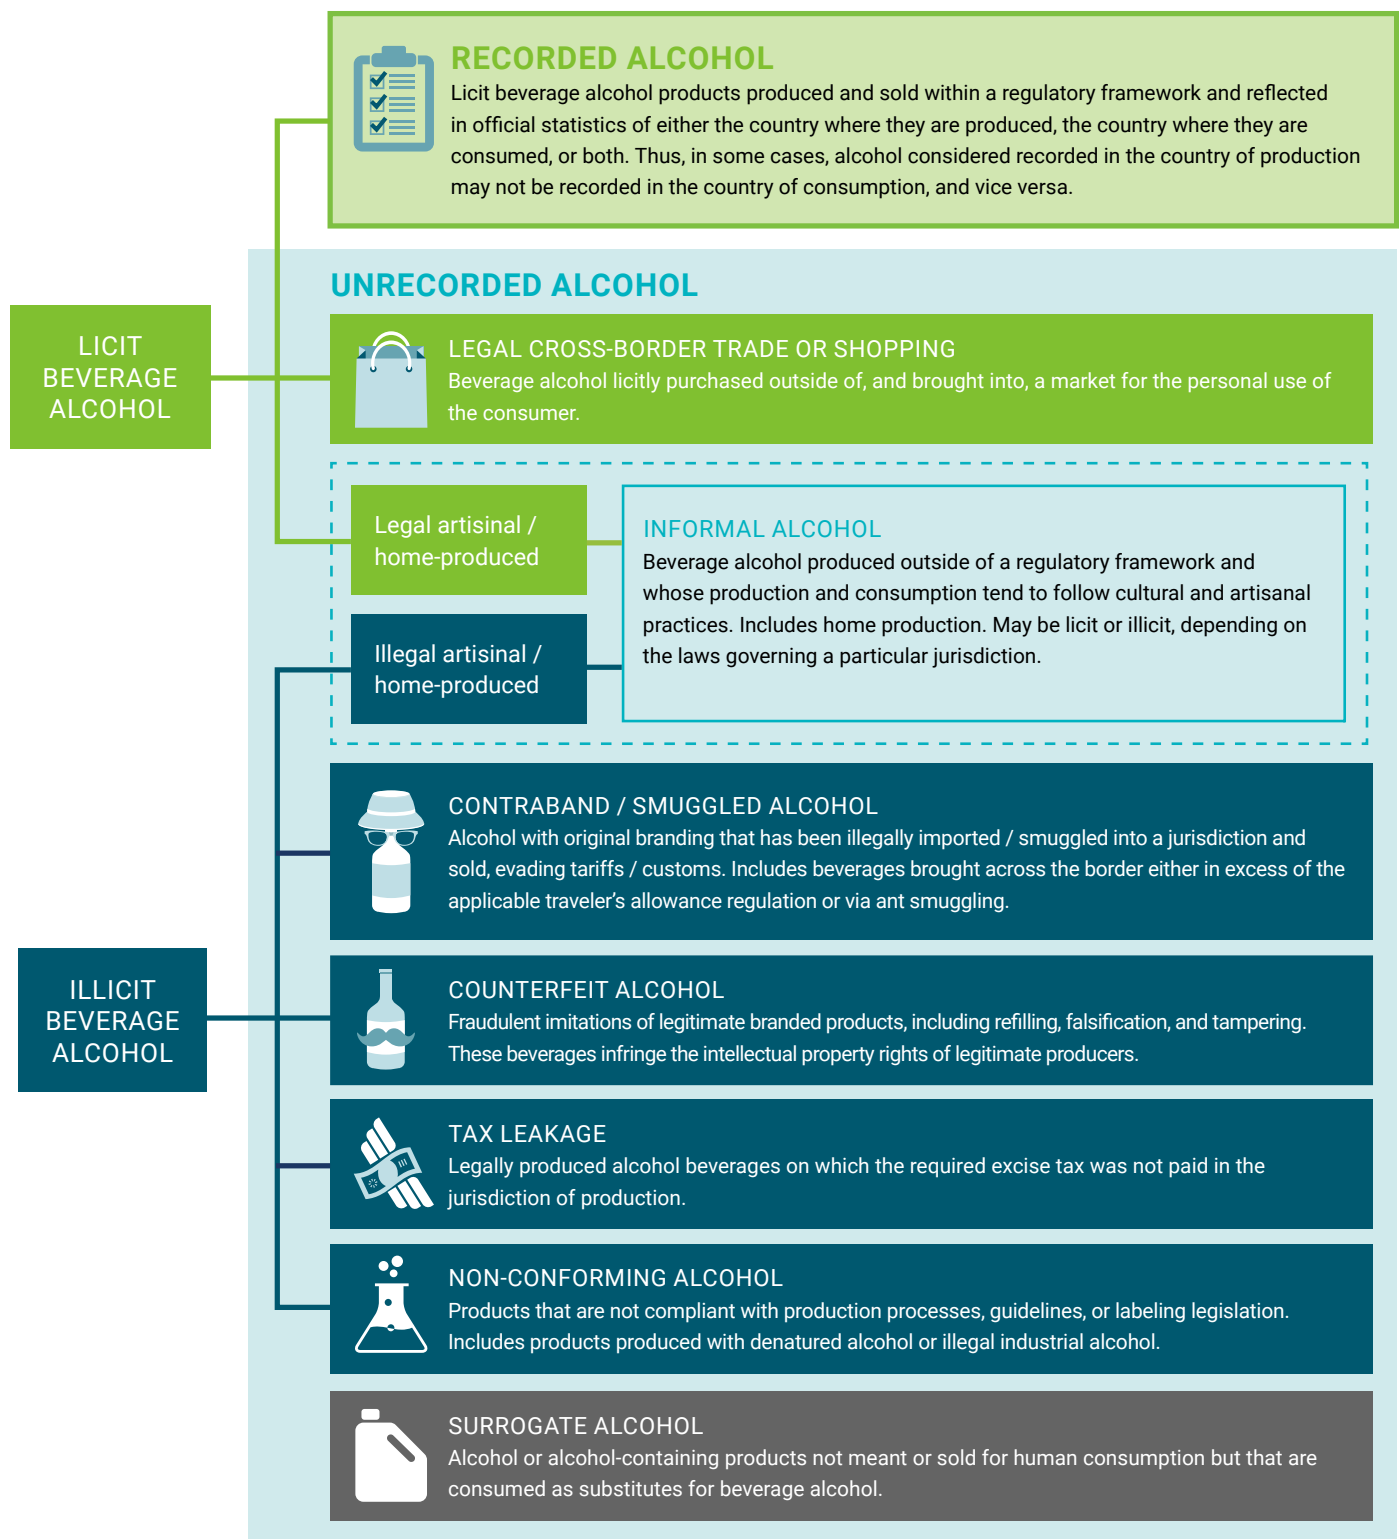 RECORDED ALCOHOL
Licit beverage alcohol products produced and sold within a regulatory framework and reflected
in official statistics of either the country where they are produced, the country where they are
consumed, or both. Thus, in some cases, alcohol considered recorded in the country of production
may not be recorded in the country of consumption, and vice versa.
UNRECORDED ALCOHOL
LICIT
BEVERAGE
ALCOHOL
LEGAL CROSS-BORDER TRADE OR SHOPPING
Beverage alcohol licitly purchased outside of, and brought into, a market for the personal use of
the consumer.
Legal artisinal /
home-produced
Illegal artisinal /
home-produced
INFORMAL ALCOHOL
Beverage alcohol produced outside of a regulatory framework and
whose production and consumption tend to follow cultural and artisanal
practices. Includes home production. May be licit or illicit, depending on
the laws governing a particular jurisdiction.
CONTRABAND / SMUGGLED ALCOHOL
Alcohol with original branding that has been illegally imported / smuggled into a jurisdiction and
sold, evading tariffs / customs. Includes beverages brought across the border either in excess of the
applicable traveler's allowance regulation or via ant smuggling.
ILLICIT
BEVERAGE
ALCOHOL
COUNTERFEIT ALCOHOL
Fraudulent imitations of legitimate branded products, including refilling, falsification, and tampering.
These beverages infringe the intellectual property rights of legitimate producers.
TAX LEAKAGE
Legally produced alcohol beverages on which the required excise tax was not paid in the
jurisdiction of production.
NON-CONFORMING ALCOHOL
Products that are not compliant with production processes, guidelines, or labeling legislation.
Includes products produced with denatured alcohol or illegal industrial alcohol.
SURROGATE ALCOHOL
Alcohol or alcohol-containing products not meant or sold for human consumption but that are
consumed as substitutes for beverage alcohol.